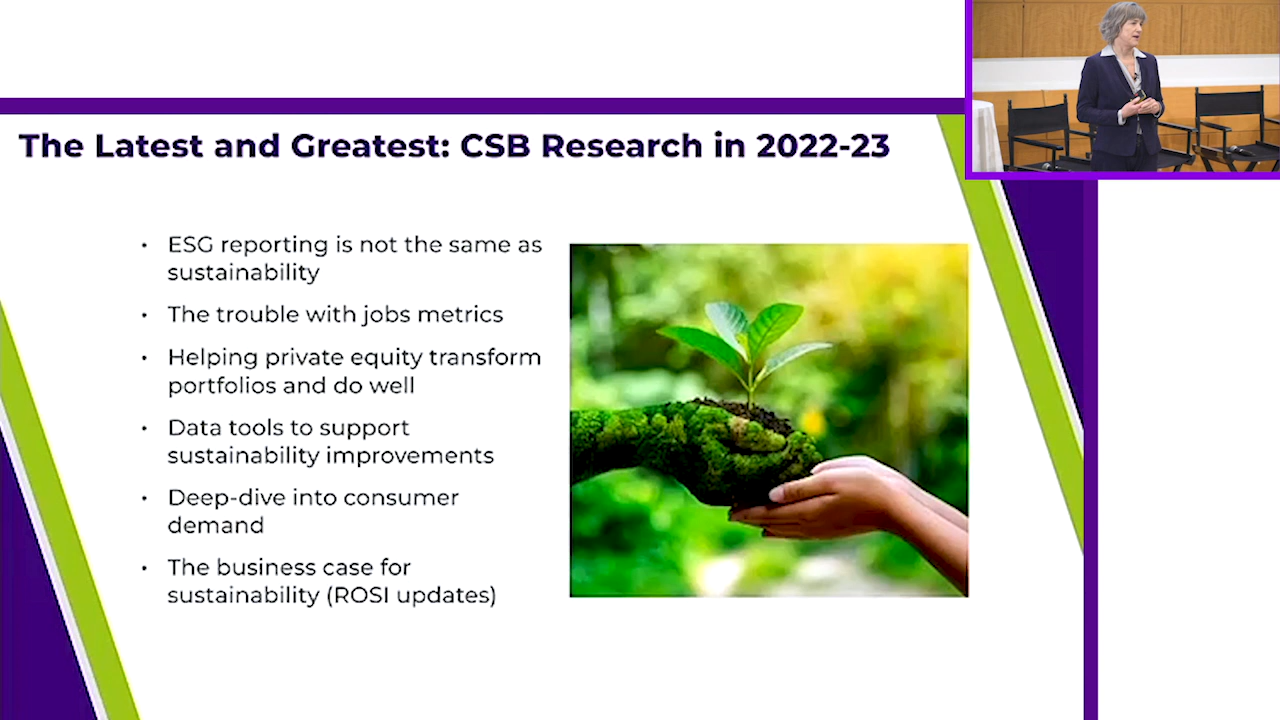 The Latest and Greatest: CSB Research in 2022-23
• ESG reporting is not the same as
sustainability
• The trouble with jobs metrics
• Helping private equity transform
portfolios and do well
• Data tools to support
sustainability improvements
• Deep-dive into consumer
demand
• The business case for
sustainability (ROSI updates)